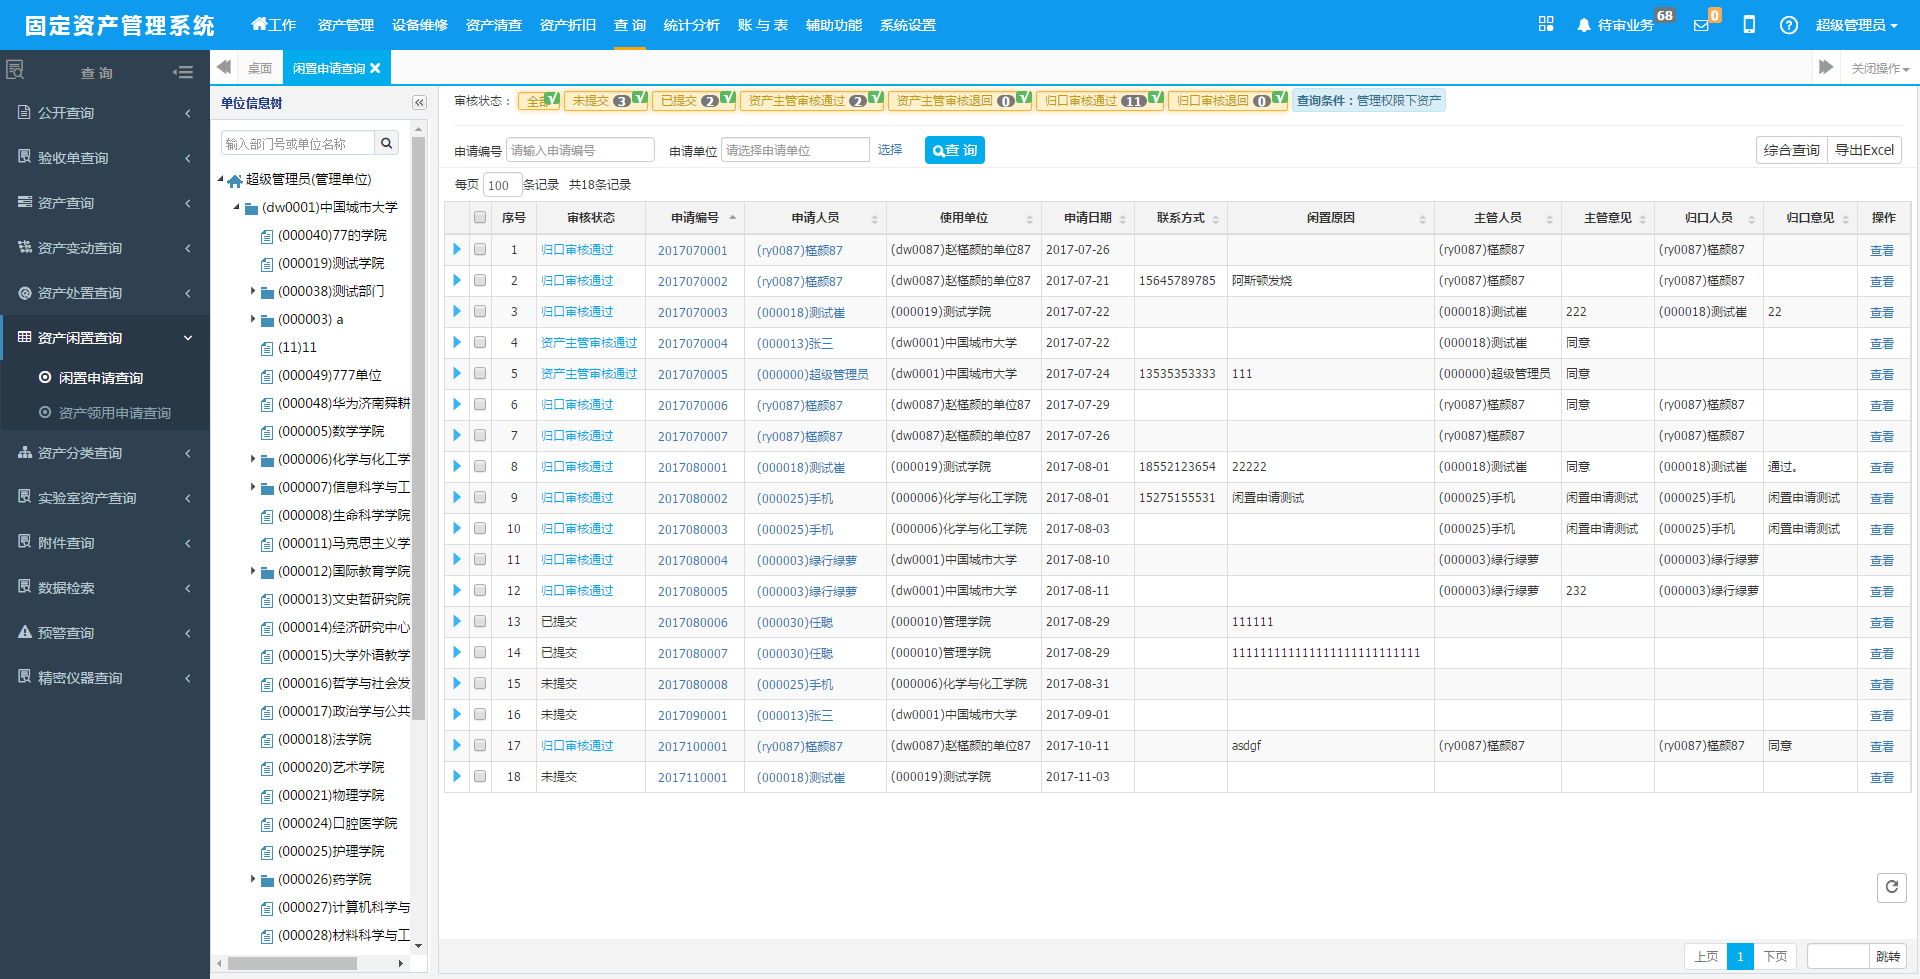 固定资产管理系统 工作 资产管理 设备维修 资产清查 资产折旧 查 询 统计分析 账 与 表 辅助功能 系统设置 待审业务 68 0 超级管理员
查 询
公开查询
验收单查询
资产查询
资产变动查询
资产处置查询
资产闲置查询
闲置申请查询
资产领用申请查询
资产分类查询
实验室资产查询
附件查询
数据检索
预警查询
精密仪器查询
桌面 闲置申请查询 关闭操作
单位信息树
输入部门号或单位名称
超级管理员(管理单位)
(dw0001)中国城市大学
(000040)77的学院
(000019)测试学院
(000038)测试部门
(000003) a
(11)11
(000049)777单位
(000048)华为济南舜耕
(000005)数学学院
(000006)化学与化工学
(000007)信息科学与工
(000008)生命科学学院
(000011)马克思主义学
(000012)国际教育学院
(000013)文史哲研究院
(000014)经济研究中心
(000015)大学外语教学
(000016)哲学与社会发
(000017)政治学与公共
(000018)法学院
(000020)艺术学院
(000021)物理学院
(000024)口腔医学院
(000025)护理学院
(000026)药学院
(000027)计算机科学与
(000028)材料科学与工
审核状态： 全部 未提交 3 已提交 2 资产主管审核通过 2 资产主管审核退回 0 归口审核通过 11 归口审核退回 0 查询条件：管理权限下资产
申请编号 请输入申请编号 申请单位 请选择申请单位 选择 查 询 综合查询 导出Excel
每页 100 条记录 共18条记录
序号 审核状态 申请编号 申请人员 使用单位 申请日期 联系方式 闲置原因 主管人员 主管意见 归口人员 归口意见 操作
1 归口审核通过 2017070001 (ry0087)槿颜87 (dw0087)赵槿颜的单位87 2017-07-26 (ry0087)槿颜87 (ry0087)槿颜87 查看
2 归口审核通过 2017070002 (ry0087)槿颜87 (dw0087)赵槿颜的单位87 2017-07-21 15645789785 阿斯顿发烧 (ry0087)槿颜87 (ry0087)槿颜87 查看
3 归口审核通过 2017070003 (000018)测试崔 (000019)测试学院 2017-07-22 (000018)测试崔 222 (000018)测试崔 22 查看
4 资产主管审核通过 2017070004 (000013)张三 (dw0001)中国城市大学 2017-07-22 (000018)测试崔 同意 查看
5 资产主管审核通过 2017070005 (000000)超级管理员 (dw0001)中国城市大学 2017-07-24 13535353333 111 (000000)超级管理员 同意 查看
6 归口审核通过 2017070006 (ry0087)槿颜87 (dw0087)赵槿颜的单位87 2017-07-29 (ry0087)槿颜87 同意 (ry0087)槿颜87 查看
7 归口审核通过 2017070007 (ry0087)槿颜87 (dw0087)赵槿颜的单位87 2017-07-26 (ry0087)槿颜87 (ry0087)槿颜87 查看
8 归口审核通过 2017080001 (000018)测试崔 (000019)测试学院 2017-08-01 18552123654 22222 (000018)测试崔 同意 (000018)测试崔 通过。 查看
9 归口审核通过 2017080002 (000025)手机 (000006)化学与化工学院 2017-08-01 15275155531 闲置申请测试 (000025)手机 闲置申请测试 (000025)手机 闲置申请测试 查看
10 归口审核通过 2017080003 (000025)手机 (000006)化学与化工学院 2017-08-03 (000025)手机 闲置申请测试 (000025)手机 闲置申请测试 查看
11 归口审核通过 2017080004 (000003)绿行绿萝 (dw0001)中国城市大学 2017-08-10 (000003)绿行绿萝 (000003)绿行绿萝 查看
12 归口审核通过 2017080005 (000003)绿行绿萝 (dw0001)中国城市大学 2017-08-11 (000003)绿行绿萝 232 (000003)绿行绿萝 查看
13 已提交 2017080006 (000030)任聪 (000010)管理学院 2017-08-29 111111 查看
14 已提交 2017080007 (000030)任聪 (000010)管理学院 2017-08-29 111111111111111111111111111 查看
15 未提交 2017080008 (000025)手机 (000006)化学与化工学院 2017-08-31 查看
16 未提交 2017090001 (000013)张三 (dw0001)中国城市大学 2017-09-01 查看
17 归口审核通过 2017100001 (ry0087)槿颜87 (dw0087)赵槿颜的单位87 2017-10-11 asdgf (ry0087)槿颜87 (ry0087)槿颜87 同意 查看
18 未提交 2017110001 (000018)测试崔 (000019)测试学院 2017-11-03 查看
上页 1 下页 跳转